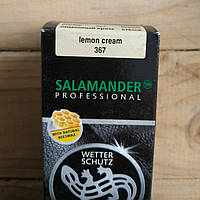 lemon cream
367
SALAMANDER
PROFESSIONAL
WITH NATURAL
BEESWAX
WETTER
SCHUTZ